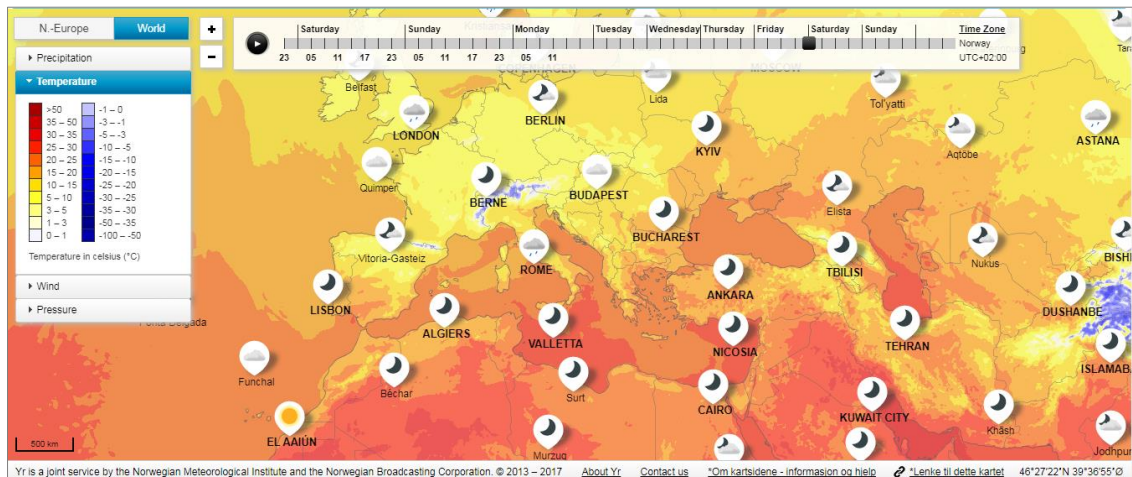 N.-Europe World
Precipitation
Temperature
>50 -1 – 0
35 – 50 -3 – -1
30 – 35 -5 – -3
25 – 30 -10 – -5
20 – 25 -15 – -10
15 – 20 -20 – -15
10 – 15 -25 – -20
5 – 10 -30 – -25
3 – 5 -35 – -30
1 – 3 -50 – -35
0 – 1 -100 – -50
Temperature in celsius (°C)
Wind
Pressure
+
−
Saturday Sunday Monday Tuesday Wednesday Thursday Friday Saturday Sunday Time Zone
Norway
23 05 11 17 23 05 11 17 23 05 11 UTC+02:00
COPENHAGEN
MOSCOW
Belfast
Lida
Tol'yatti
LONDON
BERLIN
KYIV
Aqtöbe
ASTANA
Quimper
BERNE
BUDAPEST
Elista
Vitoria-Gasteiz
ROME
BUCHAREST
TBILISI
Nukus
LISBON
ANKARA
DUSHANBE
Ponta Delgada
ALGIERS
VALLETTA
NICOSIA
TEHRAN
Funchal
Béchar
Surt
CAIRO
KUWAIT CITY
Khāsh
EL AAIÚN
Murzuq
500 km
Yr is a joint service by the Norwegian Meteorological Institute and the Norwegian Broadcasting Corporation. © 2013 – 2017 About Yr Contact us *Om kartsidene - informasjon og hjelp *Lenke til dette kartet 46°27'22"N 39°36'55"Ø